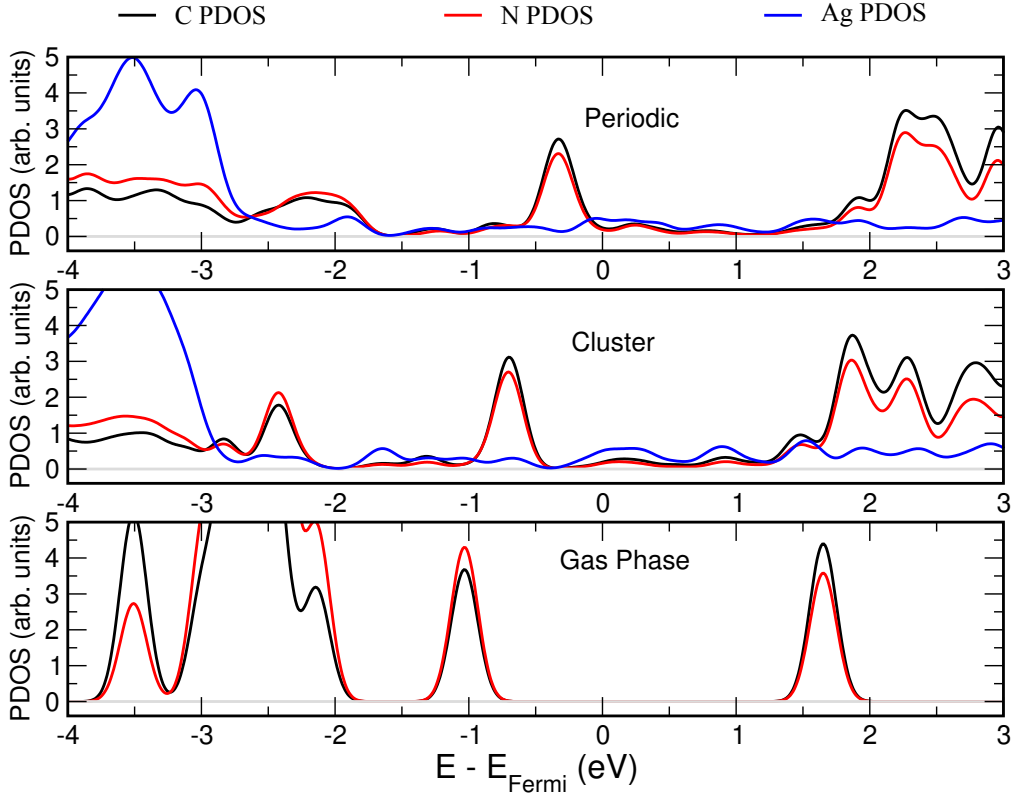 C PDOS N PDOS Ag PDOS
PDOS (arb. units)
5
4
3
2
1
0
Periodic
-4 -3 -2 -1 0 1 2 3
PDOS (arb. units)
5
4
3
2
1
0
Cluster
-4 -3 -2 -1 0 1 2 3
PDOS (arb. units)
5
4
3
2
1
0
Gas Phase
-4 -3 -2 -1 0 1 2 3
E - E_Fermi (eV)